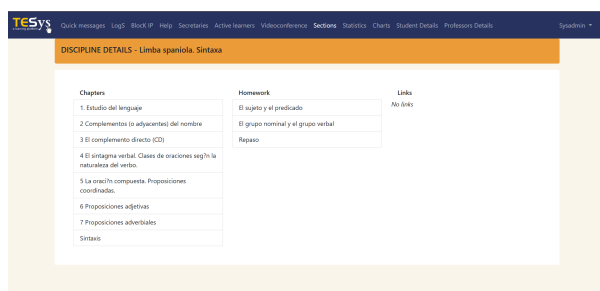 TESys
Quick messages LogS BlocK IP Help Secretaries Active learners Videoconference Sections Statistics Charts Student Details Professors Details Sysadmin
DISCIPLINE DETAILS - Limba spaniola. Sintaxa
Chapters Homework Links
1. Estudio del lenguaje El sujeto y el predicado No links
2 Complementos (o adyacentes) del nombre El grupo nominal y el grupo verbal
3 El complemento directo (CD) Repaso
4 El sintagma verbal. Clases de oraciones seg?n la
naturaleza del verbo.
5 La oraci?n compuesta. Proposiciones
coordinadas.
6 Proposiciones adjetivas
7 Proposiciones adverbiales
Sintaxis